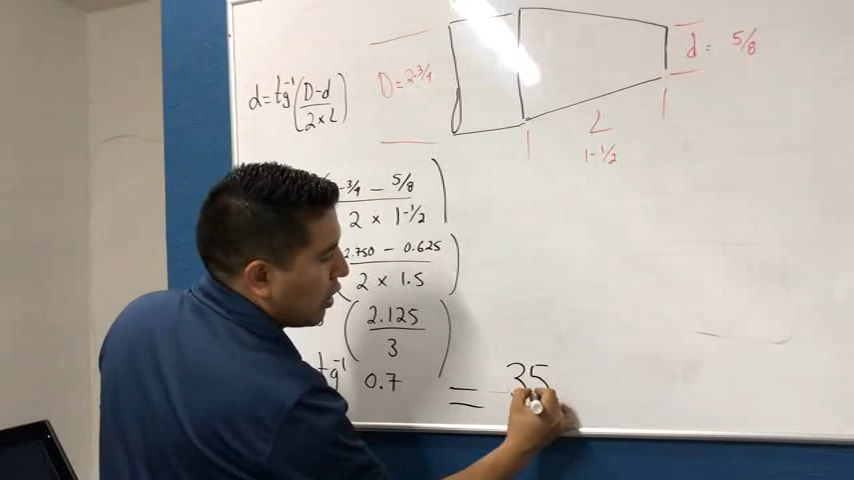 d = 5/8
d = tg⁻¹ (D-d / 2 x L)
D = 2-3/4
L
1-1/2
-3/4 - 5/8
2 x 1-1/2
2.750 - 0.625
2 x 1.5
2.125
3
tg⁻¹ 0.7 = 35